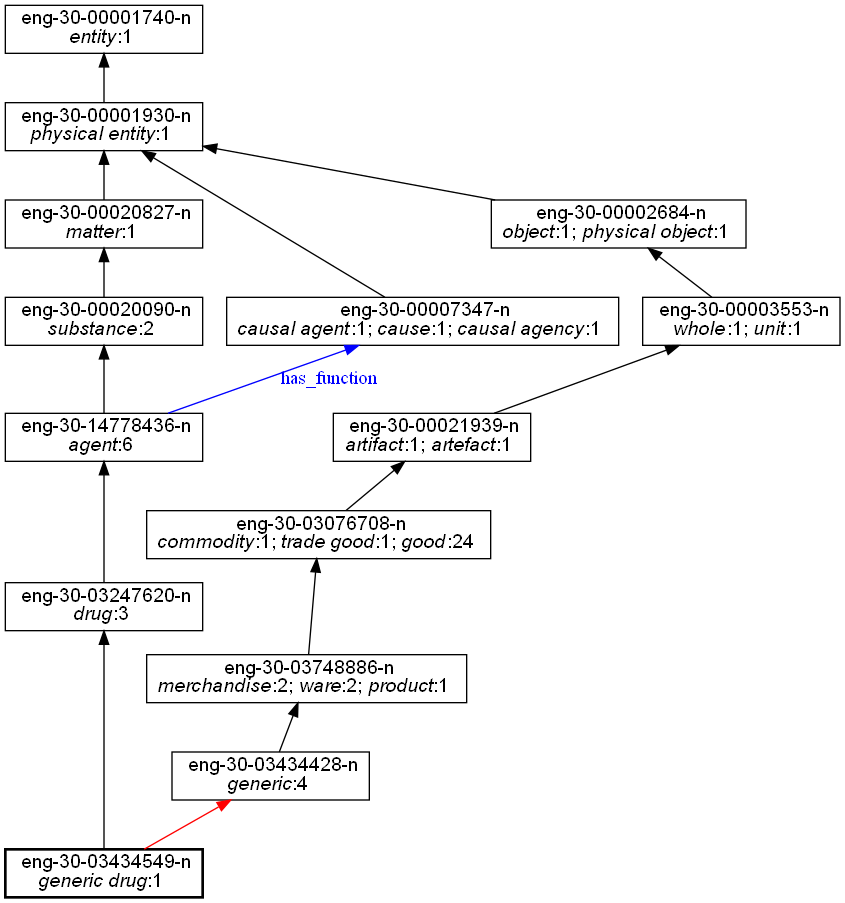 eng-30-00001740-n
entity:1
eng-30-00001930-n
physical entity:1
eng-30-00020827-n
matter:1
eng-30-00002684-n
object:1; physical object:1
eng-30-00020090-n
substance:2
eng-30-00007347-n
causal agent:1; cause:1; causal agency:1
eng-30-00003553-n
whole:1; unit:1
has_function
eng-30-14778436-n
agent:6
eng-30-00021939-n
artifact:1; artefact:1
eng-30-03076708-n
commodity:1; trade good:1; good:24
eng-30-03247620-n
drug:3
eng-30-03748886-n
merchandise:2; ware:2; product:1
eng-30-03434428-n
generic:4
eng-30-03434549-n
generic drug:1